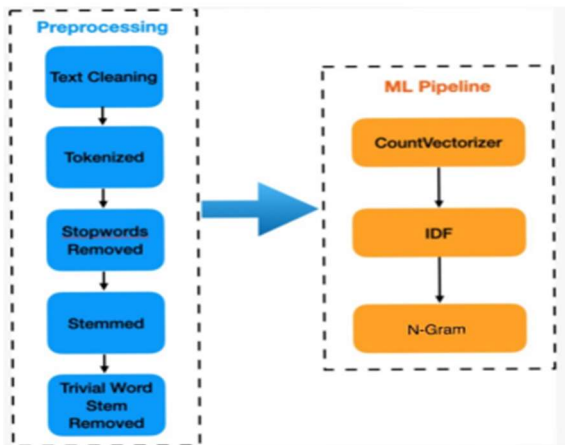 Preprocessing
Text Cleaning
Tokenized
Stopwords
Removed
Stemmed
Trivial Word
Stem
Removed
ML Pipeline
CountVectorizer
IDF
N-Gram